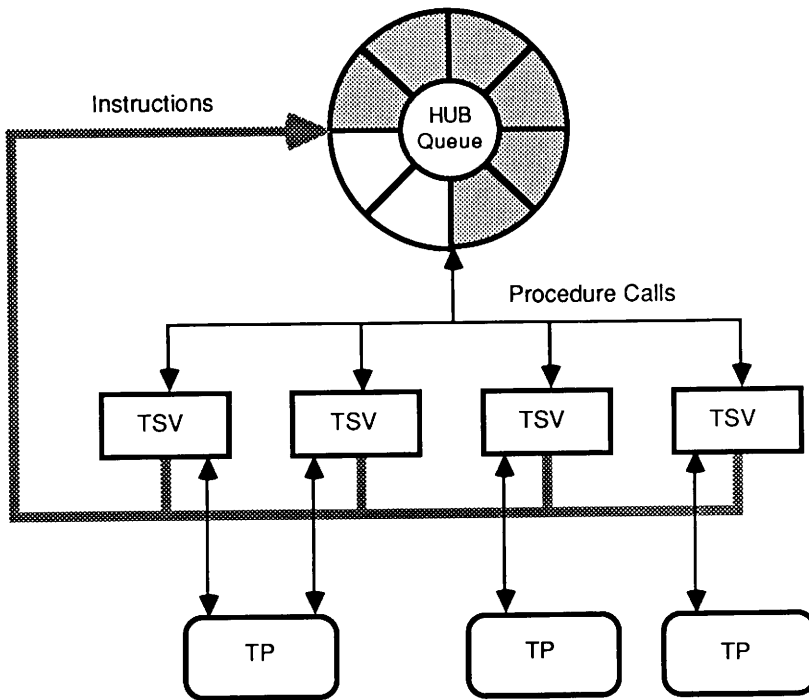 Instructions
HUB
Queue
Procedure Calls
TSV
TSV
TSV
TSV
TP
TP
TP